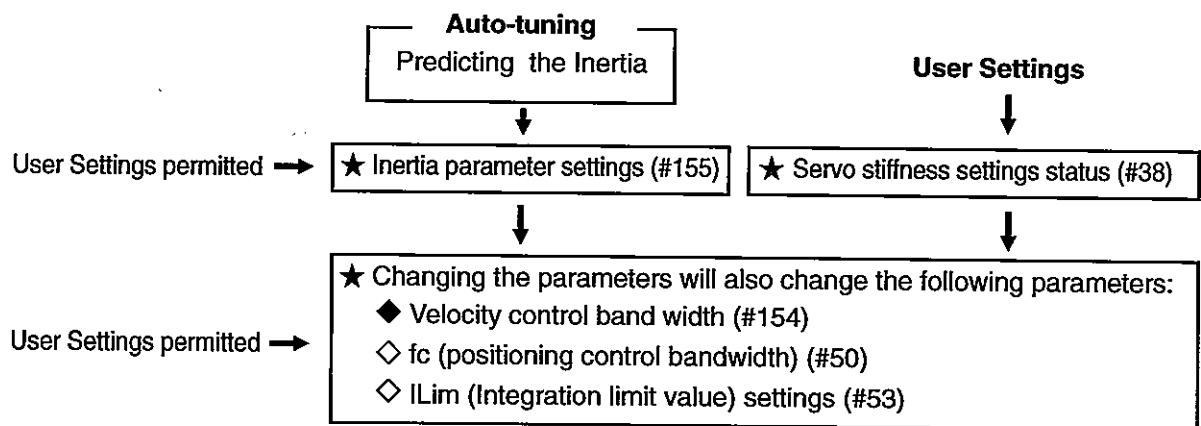 Auto-tuning
Predicting the Inertia
User Settings
User Settings permitted
★ Inertia parameter settings (#155)
★ Servo stiffness settings status (#38)
★ Changing the parameters will also change the following parameters:
◆ Velocity control band width (#154)
User Settings permitted
◇ fc (positioning control bandwidth) (#50)
◇ ILim (Integration limit value) settings (#53)